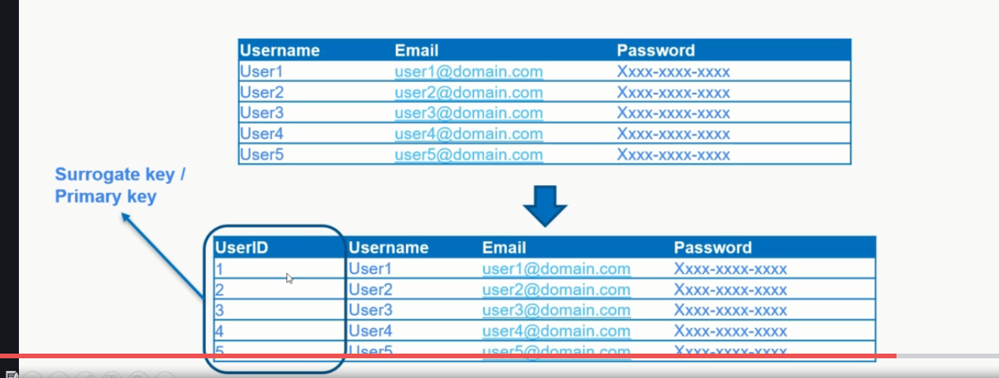 Username Email Password
User1 user1@domain.com Xxxx-xxxx-xxxx
User2 user2@domain.com Xxxx-xxxx-xxxx
User3 user3@domain.com Xxxx-xxxx-xxxx
User4 user4@domain.com Xxxx-xxxx-xxxx
User5 user5@domain.com Xxxx-xxxx-xxxx
Surrogate key /
Primary key
UserID Username Email Password
1 User1 user1@domain.com Xxxx-xxxx-xxxx
2 User2 user2@domain.com Xxxx-xxxx-xxxx
3 User3 user3@domain.com Xxxx-xxxx-xxxx
4 User4 user4@domain.com Xxxx-xxxx-xxxx
5 User5 user5@domain.com Xxxx-xxxx-xxxx